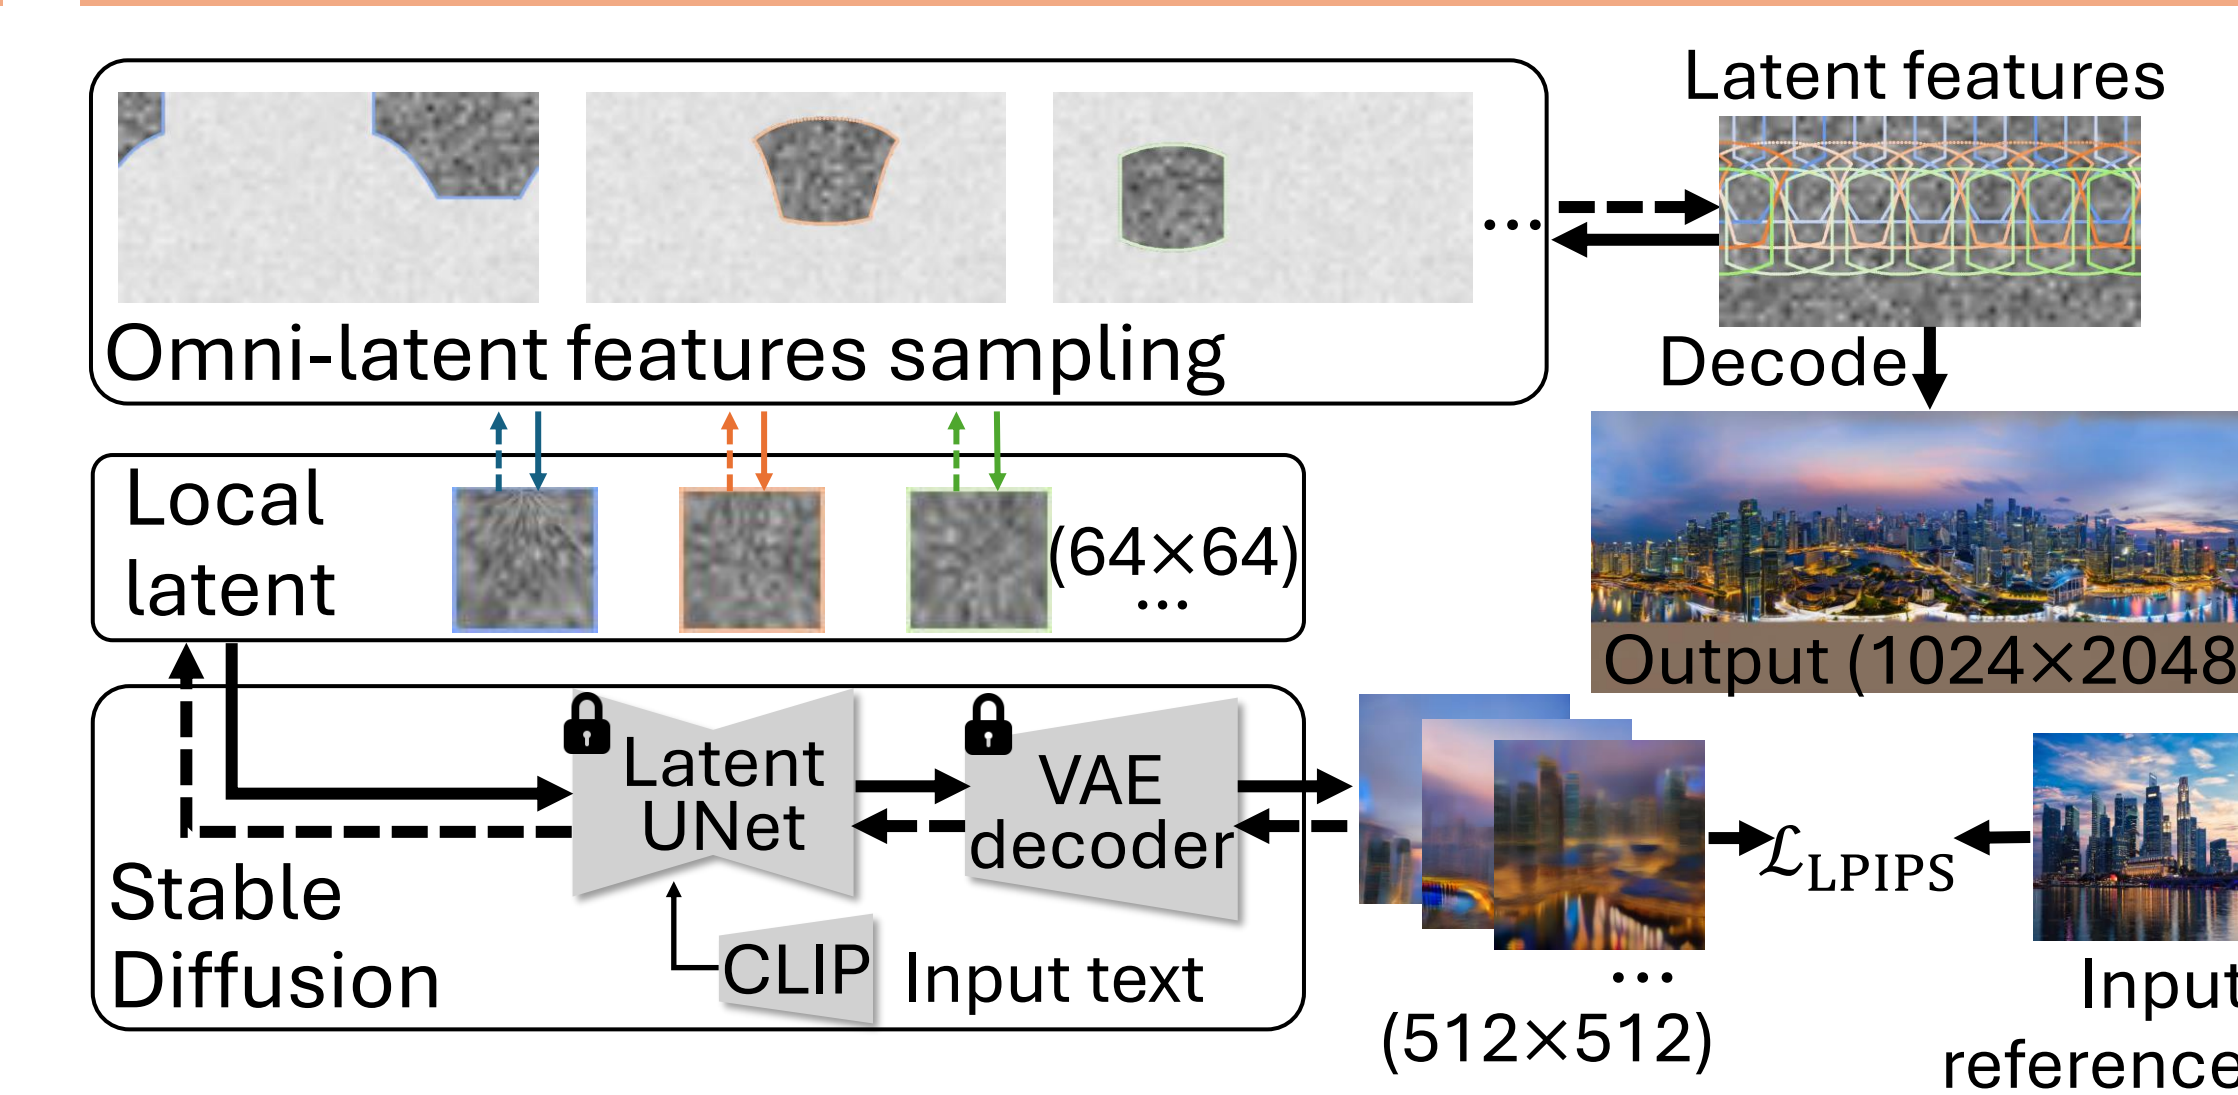 Latent features
...
Omni-latent features sampling
Decode
Local
latent
(64×64)
...
Output (1024×2048
Latent
UNet
VAE
decoder
ℒLPIPS
Stable
Diffusion
CLIP
Input text
...
(512×512)
Input
reference